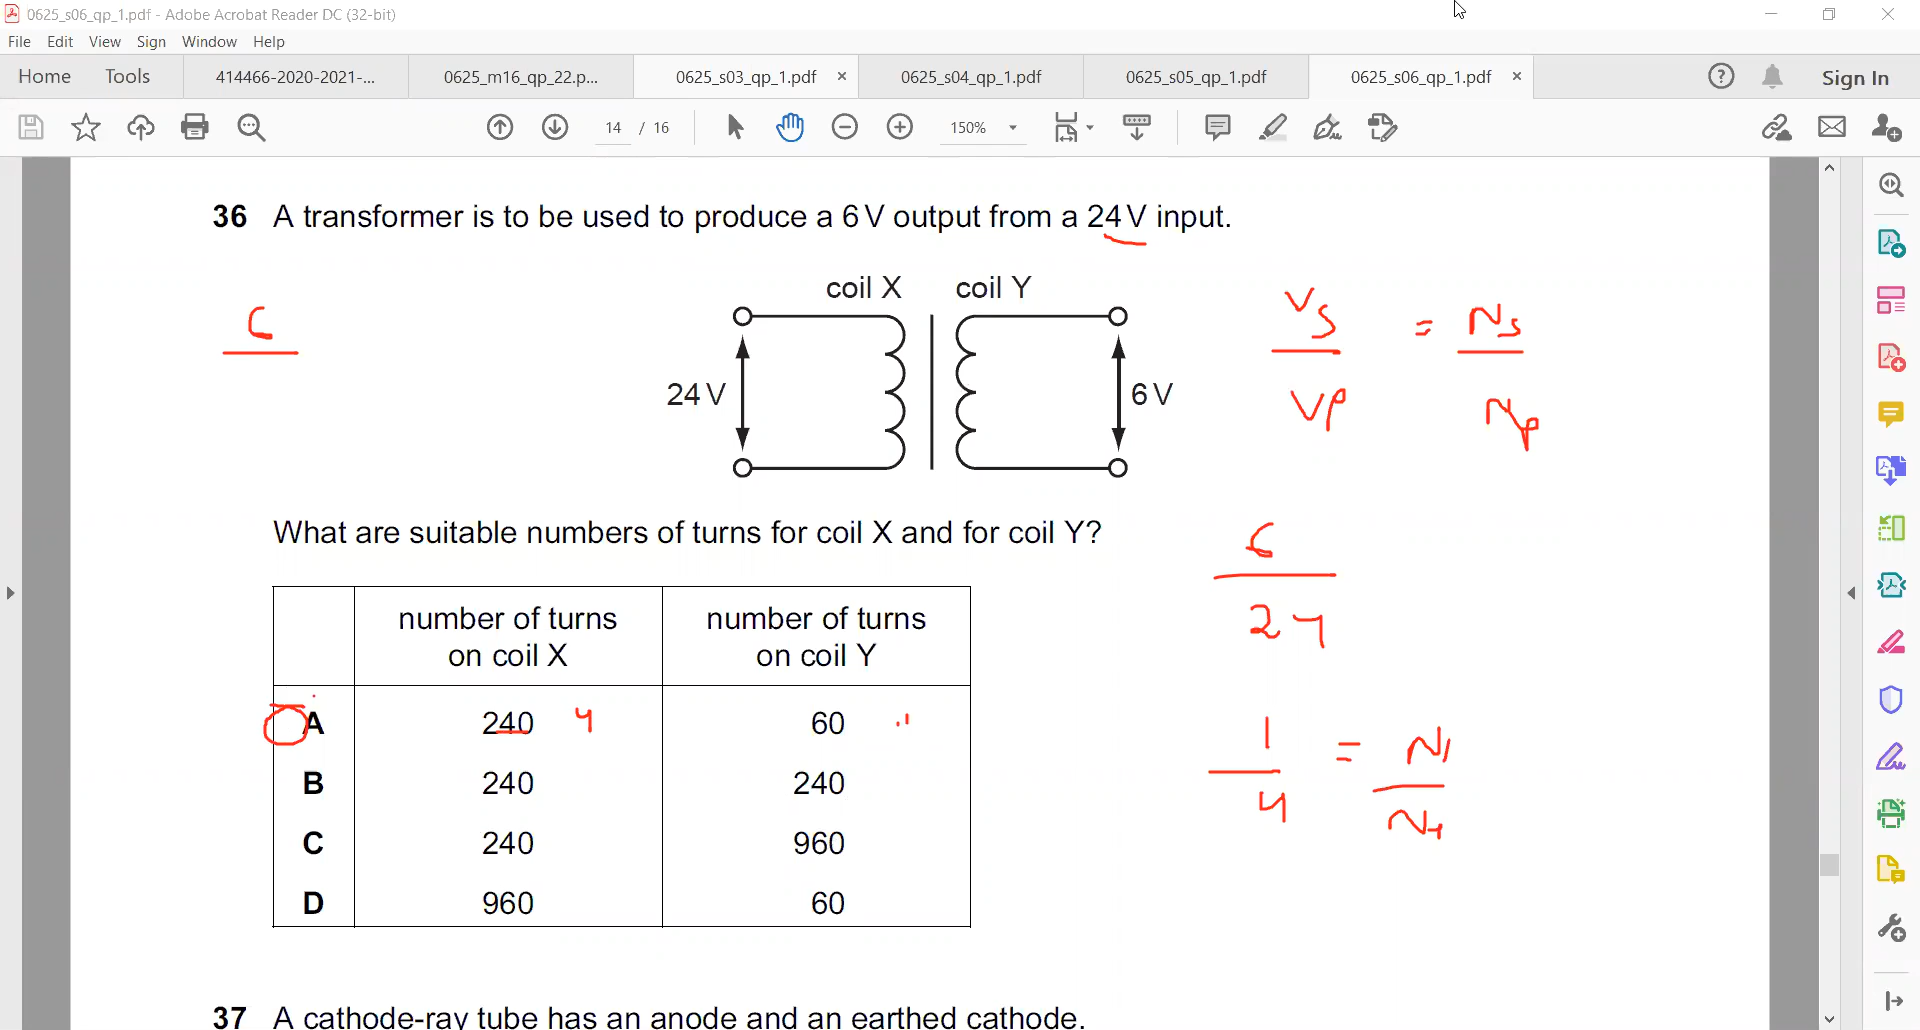 0625_s06_qp_1.pdf - Adobe Acrobat Reader DC (32-bit)
File Edit View Sign Window Help
Home Tools 414466-2020-2021-... 0625_m16_qp_22.p... 0625_s03_qp_1.pdf × 0625_s04_qp_1.pdf 0625_s05_qp_1.pdf 0625_s06_qp_1.pdf × Sign In
14 / 16 150%
36 A transformer is to be used to produce a 6 V output from a 24 V input.
coil X coil Y
24 V 6 V
6
Vs = Ns
VP Np
What are suitable numbers of turns for coil X and for coil Y?
6
24
number of turns on coil X number of turns on coil Y
A 240 4 60 1
B 240 240
C 240 960
D 960 60
1 = N
4 N
37 A cathode-ray tube has an anode and an earthed cathode.